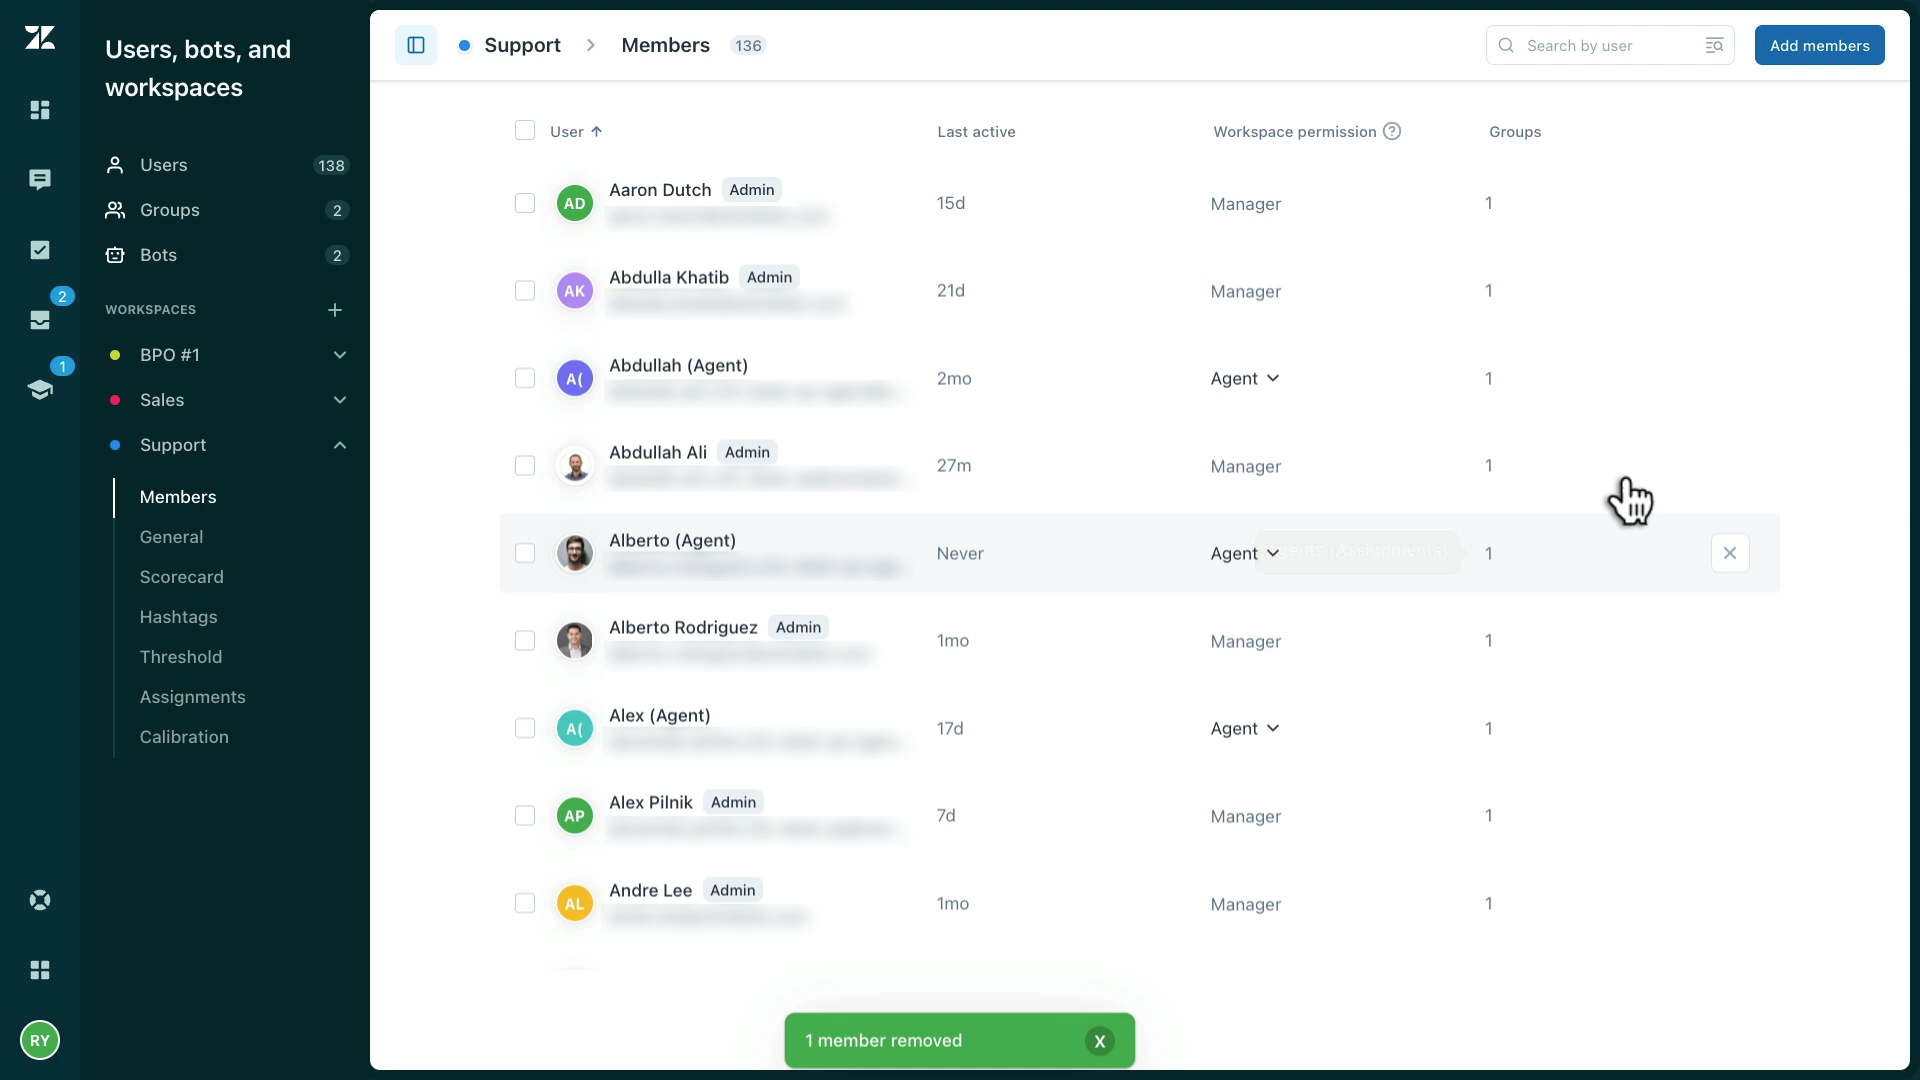 Users, bots, and
workspaces
Users 138
Groups 2
Bots 2
2
WORKSPACES
1
BPO #1
Sales
Support
Members
General
Scorecard
Hashtags
Threshold
Assignments
Calibration
RY
Support Members 136
Search by user
Add members
User Last active Workspace permission ? Groups
AD Aaron Dutch Admin 15d Manager 1
AK Abdulla Khatib Admin 21d Manager 1
A( Abdullah (Agent) 2mo Agent 1
Abdullah Ali Admin 27m Manager 1
Alberto (Agent) Never Agent 1
Alberto Rodriguez Admin 1mo Manager 1
A( Alex (Agent) 17d Agent 1
AP Alex Pilnik Admin 7d Manager 1
AL Andre Lee Admin 1mo Manager 1
1 member removed X